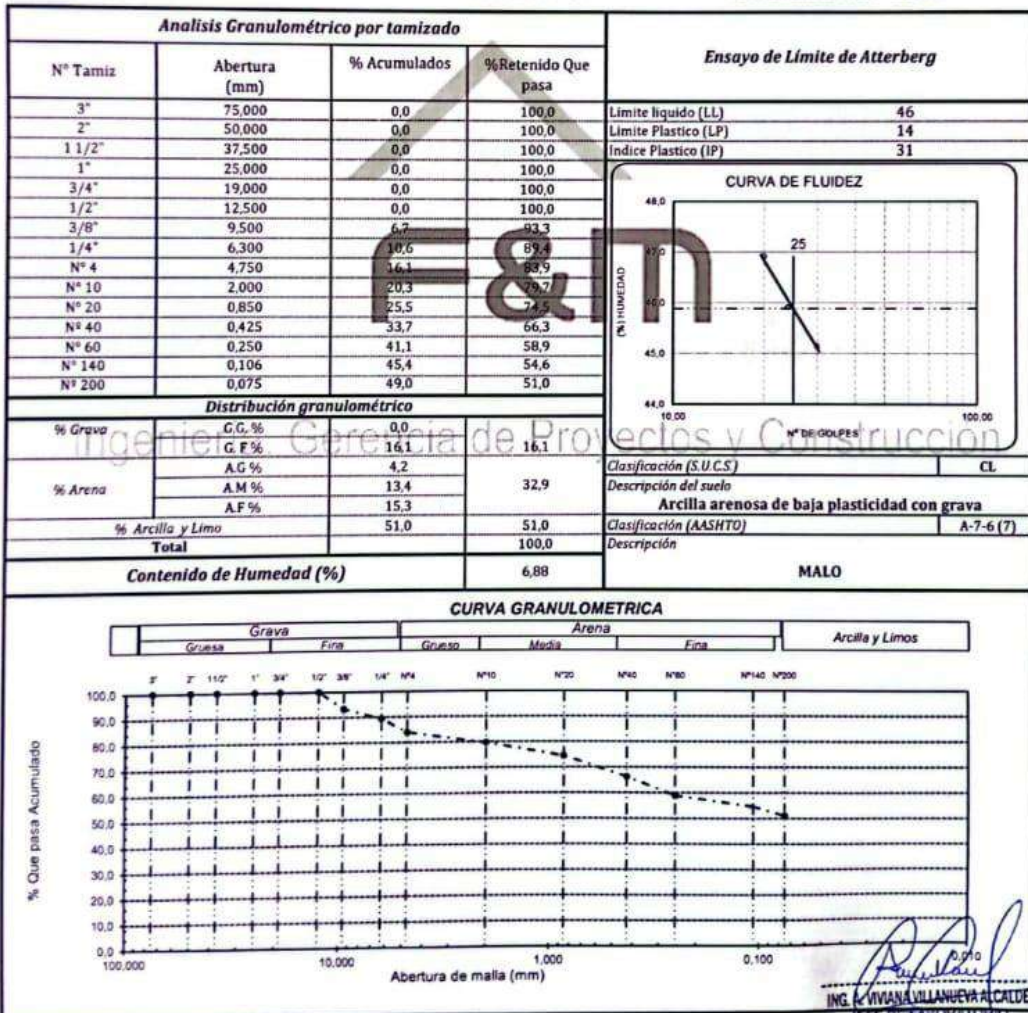 Analisis Granulométrico por tamizado
Ensayo de Límite de Atterberg
N° Tamiz Abertura (mm) % Acumulados %Retenido Que pasa
3" 75,000 0,0 100,0
2" 50,000 0,0 100,0
1 1/2" 37,500 0,0 100,0
1" 25,000 0,0 100,0
3/4" 19,000 0,0 100,0
1/2" 12,500 0,0 100,0
3/8" 9,500 6,7 93,3
1/4" 6,300 10,6 89,4
N° 4 4,750 16,1 83,9
N° 10 2,000 20,3 79,7
N° 20 0,850 25,5 74,5
Nº 40 0,425 33,7 66,3
N° 60 0,250 41,1 58,9
N° 140 0,106 45,4 54,6
Nº 200 0,075 49,0 51,0
Limite liquido (LL) 46
Limite Plastico (LP) 14
Indice Plastico (IP) 31
CURVA DE FLUIDEZ
48,0
47,0
46,0
45,0
44,0
25
(%) HUMEDAD
10,00 100,00
N° DE GOLPES
F&M
Ingenieria Gerencia de Proyectos y Construccion
Distribución granulométrico
% Grava G.G. % 0,0
G. F % 16,1 16,1
% Arena A.G % 4,2
A.M % 13,4 32,9
A.F % 15,3
% Arcilla y Limo 51,0 51,0
Total 100,0
Contenido de Humedad (%) 6,88
Clasificación (S.U.C.S.) CL
Descripción del suelo
Arcilla arenosa de baja plasticidad con grava
Clasificación (AASHTO) A-7-6 (7)
Descripción
MALO
CURVA GRANULOMETRICA
Grava Arena Arcilla y Limos
Gruesa Fina Grueso Media Fina
3" 2" 1 1/2" 1" 3/4" 1/2" 3/8" 1/4" N°4 N°10 N°20 N°40 N°60 N°140 N°200
100,0
90,0
80,0
70,0
60,0
50,0
40,0
30,0
20,0
10,0
0,0
% Que pasa Acumulado
100,000 10,000 1,000 0,100 0,010
Abertura de malla (mm)
ING. A. VIVIANA VILLANUEVA ALCALDE